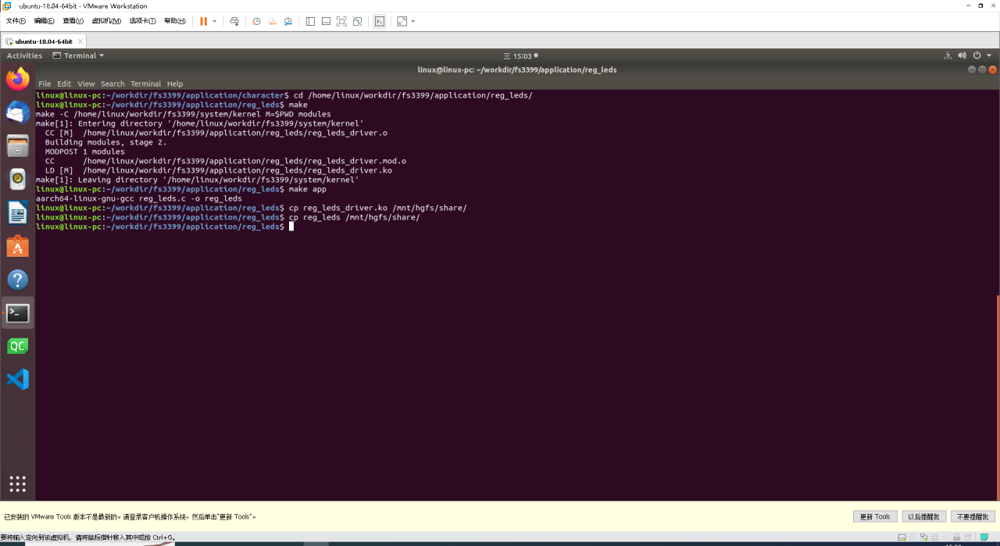 ubuntu-18.04-64bit - VMware Workstation
文件(F) 编辑(E) 查看(V) 虚拟机(M) 选项卡(T) 帮助(H)
ubuntu-18.04-64bit
Activities Terminal 三 15:03
linux@linux-pc: ~/workdir/fs3399/application/reg_leds
File Edit View Search Terminal Help
linux@linux-pc:~/workdir/fs3399/application/character$ cd /home/linux/workdir/fs3399/application/reg_leds/
linux@linux-pc:~/workdir/fs3399/application/reg_leds$ make
make -C /home/linux/workdir/fs3399/system/kernel M=$PWD modules
make[1]: Entering directory '/home/linux/workdir/fs3399/system/kernel'
CC [M] /home/linux/workdir/fs3399/application/reg_leds/reg_leds_driver.o
Building modules, stage 2.
MODPOST 1 modules
CC /home/linux/workdir/fs3399/application/reg_leds/reg_leds_driver.mod.o
LD [M] /home/linux/workdir/fs3399/application/reg_leds/reg_leds_driver.ko
make[1]: Leaving directory '/home/linux/workdir/fs3399/system/kernel'
linux@linux-pc:~/workdir/fs3399/application/reg_leds$ make app
aarch64-linux-gnu-gcc reg_leds.c -o reg_leds
linux@linux-pc:~/workdir/fs3399/application/reg_leds$ cp reg_leds_driver.ko /mnt/hgfs/share/
linux@linux-pc:~/workdir/fs3399/application/reg_leds$ cp reg_leds /mnt/hgfs/share/
linux@linux-pc:~/workdir/fs3399/application/reg_leds$
QC
已安装的 VMware Tools 版本不是最新的。请登录客户机操作系统，然后单击“更新 Tools”。 更新 Tools 以后提醒我 不要提醒我
要将输入定向到该虚拟机，请将鼠标指针移入其中或按 Ctrl+G。